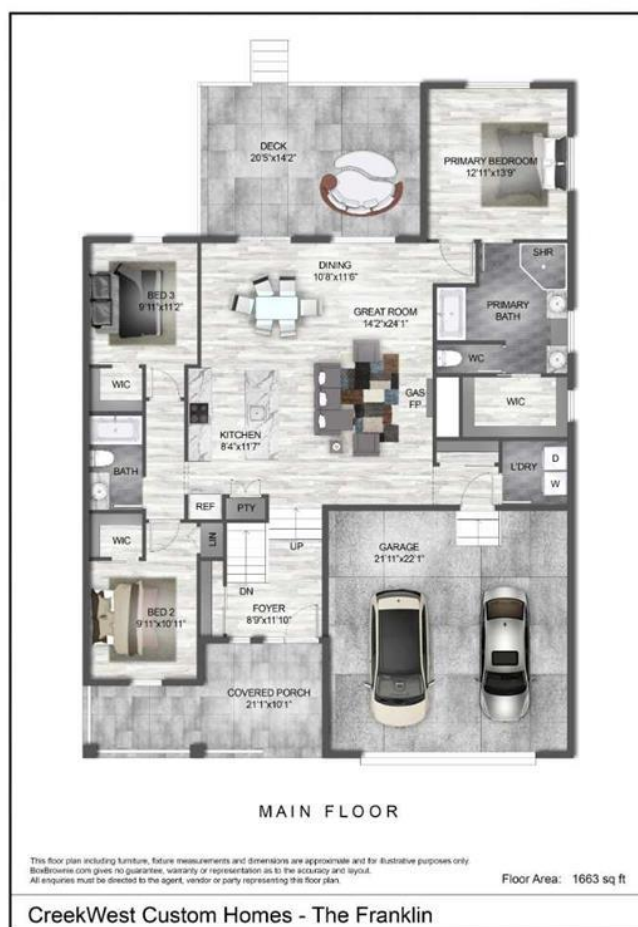 DECK
20'5"x14'2"
PRIMARY BEDROOM
12'11"x13'9"
SHR
DINING
10'8"x11'6"
BED 3
9'11"x11'2"
PRIMARY
BATH
GREAT ROOM
14'2"x24'1"
WC
WIC
GAS
FP
WIC
KITCHEN
8'4"x11'7"
BATH
L'DRY
D
W
REF
PTY
WIC
LIN
UP
GARAGE
21'11"x22'1"
DN
BED 2
9'11"x10'11"
FOYER
8'9"x11'10"
COVERED PORCH
21'1"x10'1"
MAIN FLOOR
This floor plan including furniture, fixture measurements and dimensions are approximate and for illustrative purposes only.
BoxBrownie.com gives no guarantee, warranty or representation as to the accuracy and layout.
All enquiries must be directed to the agent, vendor or party representing this floor plan.
Floor Area: 1663 sq ft
CreekWest Custom Homes - The Franklin